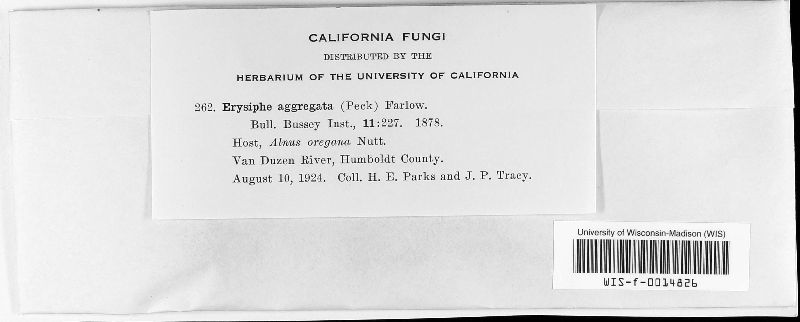 CALIFORNIA FUNGI
DISTRIBUTED BY THE
HERBARIUM OF THE UNIVERSITY OF CALIFORNIA
262. Erysiphe aggregata (Peck) Farlow.
Bull. Bussey Inst., 11:227. 1878.
Host, Alnus oregana Nutt.
Van Duzen River, Humboldt County.
August 10, 1924. Coll. H. E. Parks and J. P. Tracy.
University of Wisconsin-Madison (WIS)
WIS-f-0014826